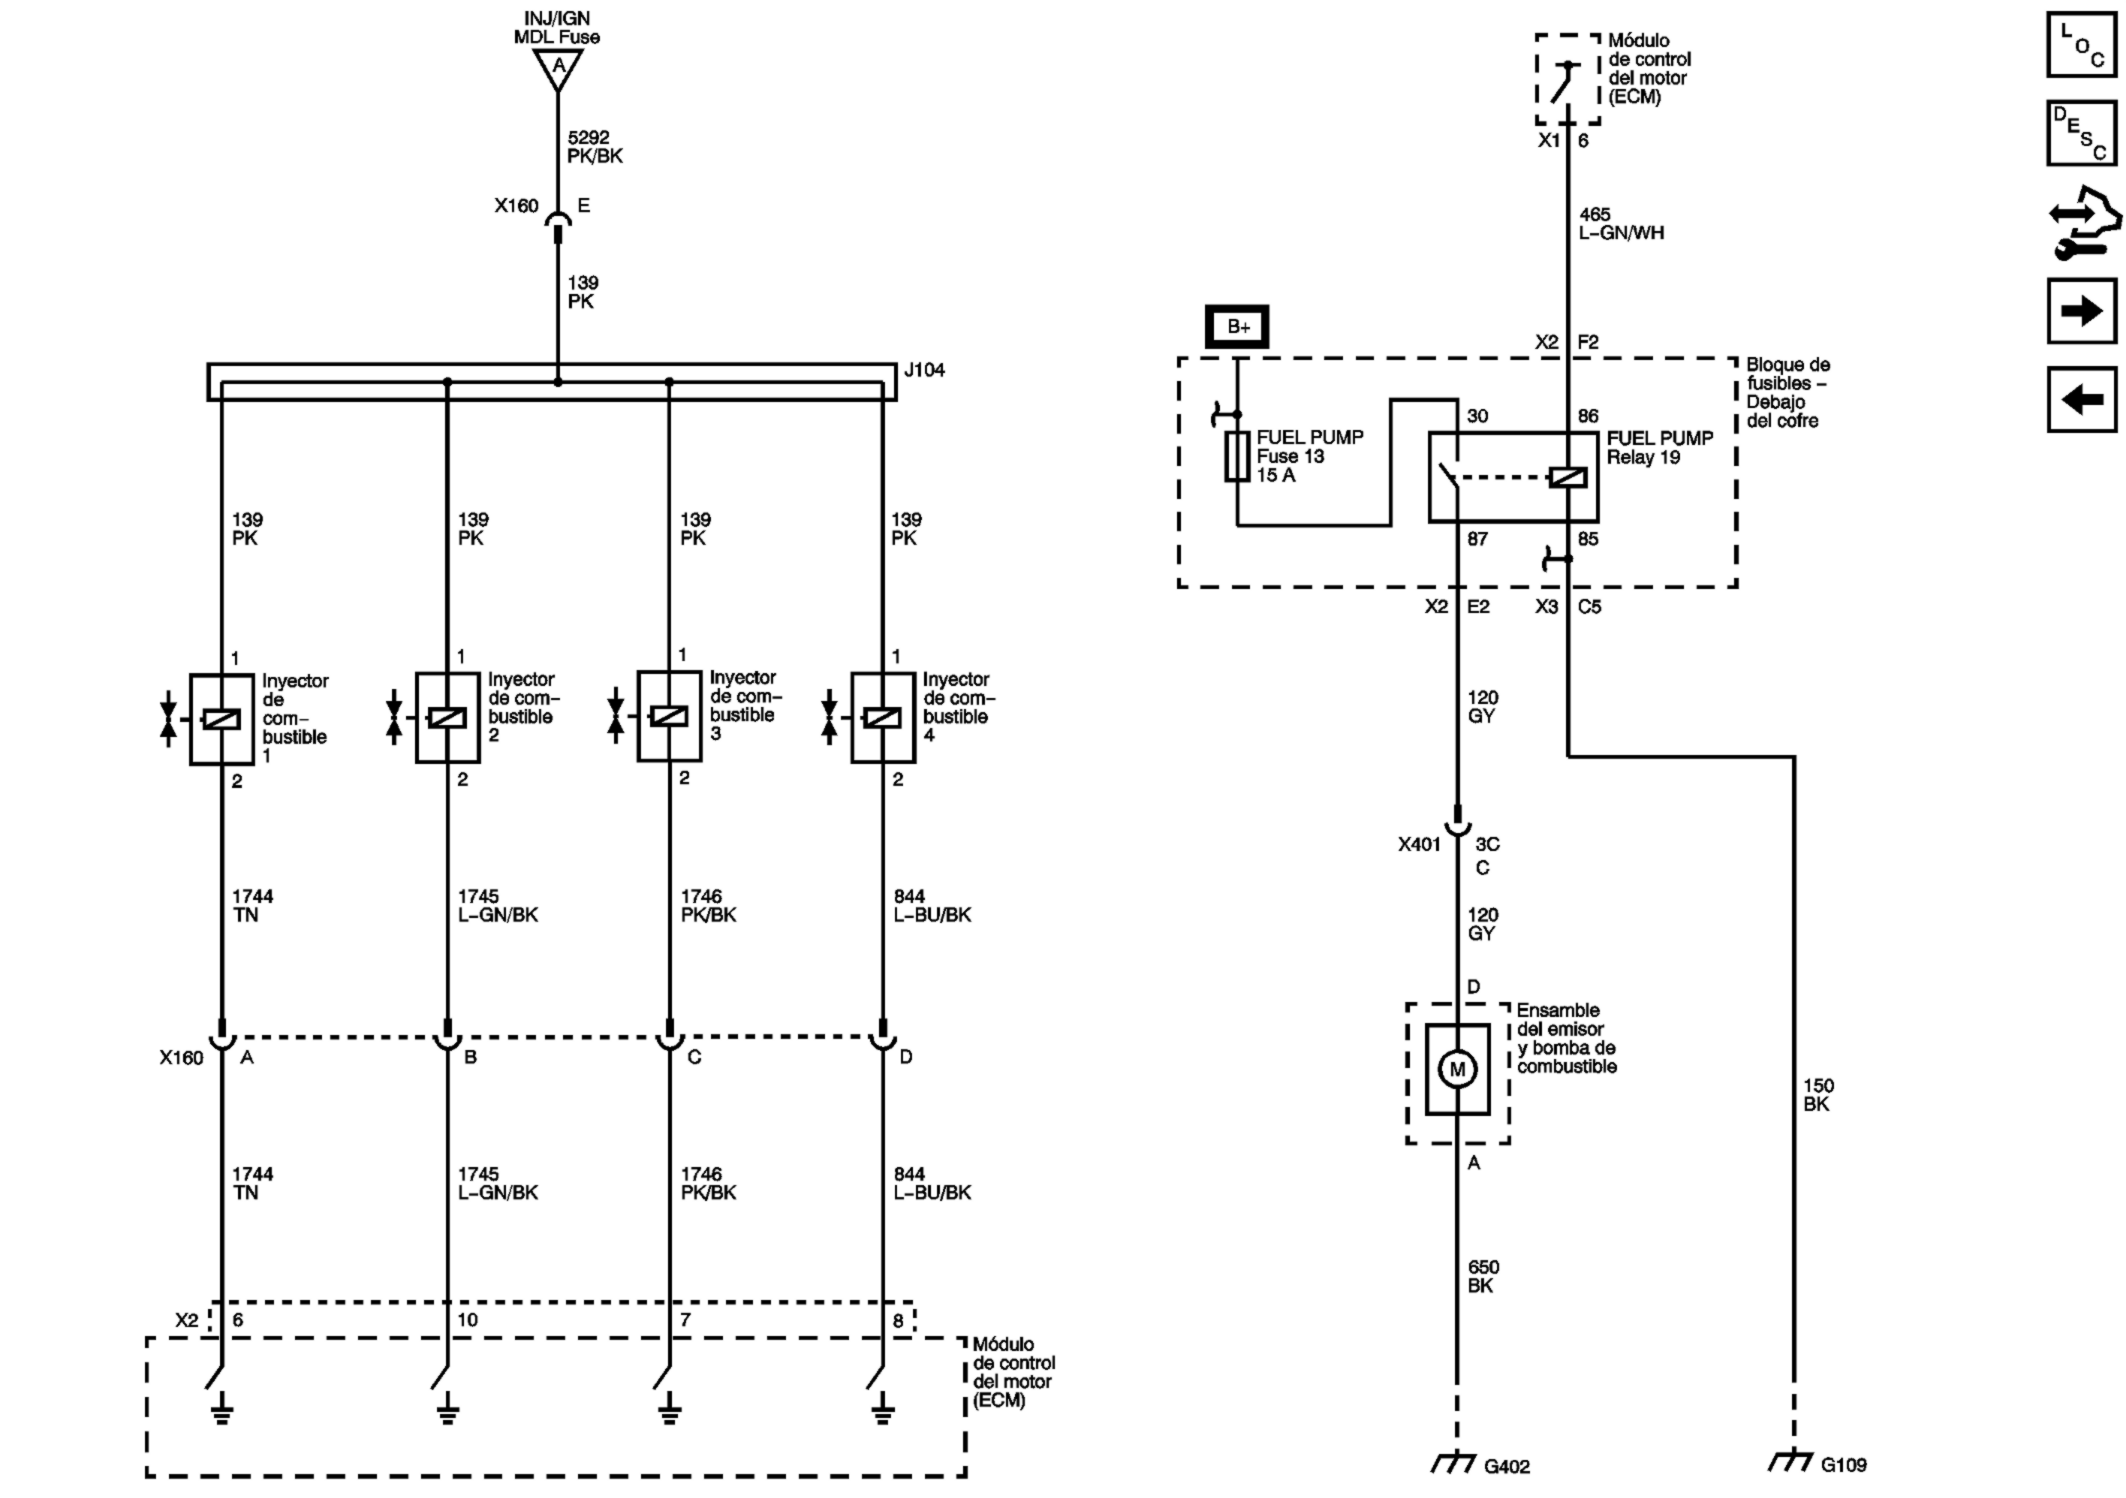 INJ/IGN
MDL Fuse
A
5292
PK/BK
X160 E
139
PK
J104
139
PK
139
PK
139
PK
139
PK
1
Inyector
de
com–
bustible
1
2
1
Inyector
de com–
bustible
2
2
1
Inyector
de com–
bustible
3
2
1
Inyector
de com–
bustible
4
2
1744
TN
1745
L–GN/BK
1746
PK/BK
844
L–BU/BK
X160 A B C D
1744
TN
1745
L–GN/BK
1746
PK/BK
844
L–BU/BK
X2 6 10 7 8
Módulo
de control
del motor
(ECM)
Módulo
de control
del motor
(ECM)
X1 6
465
L–GN/WH
B+
X2 F2
Bloque de
fusibles –
Debajo
del cofre
30 86
FUEL PUMP
Fuse 13
15 A
FUEL PUMP
Relay 19
87 85
X2 E2 X3 C5
120
GY
X401 3C
C
120
GY
D
Ensamble
del emisor
y bomba de
combustible
M
A
150
BK
650
BK
G402
G109
LOC
DESC